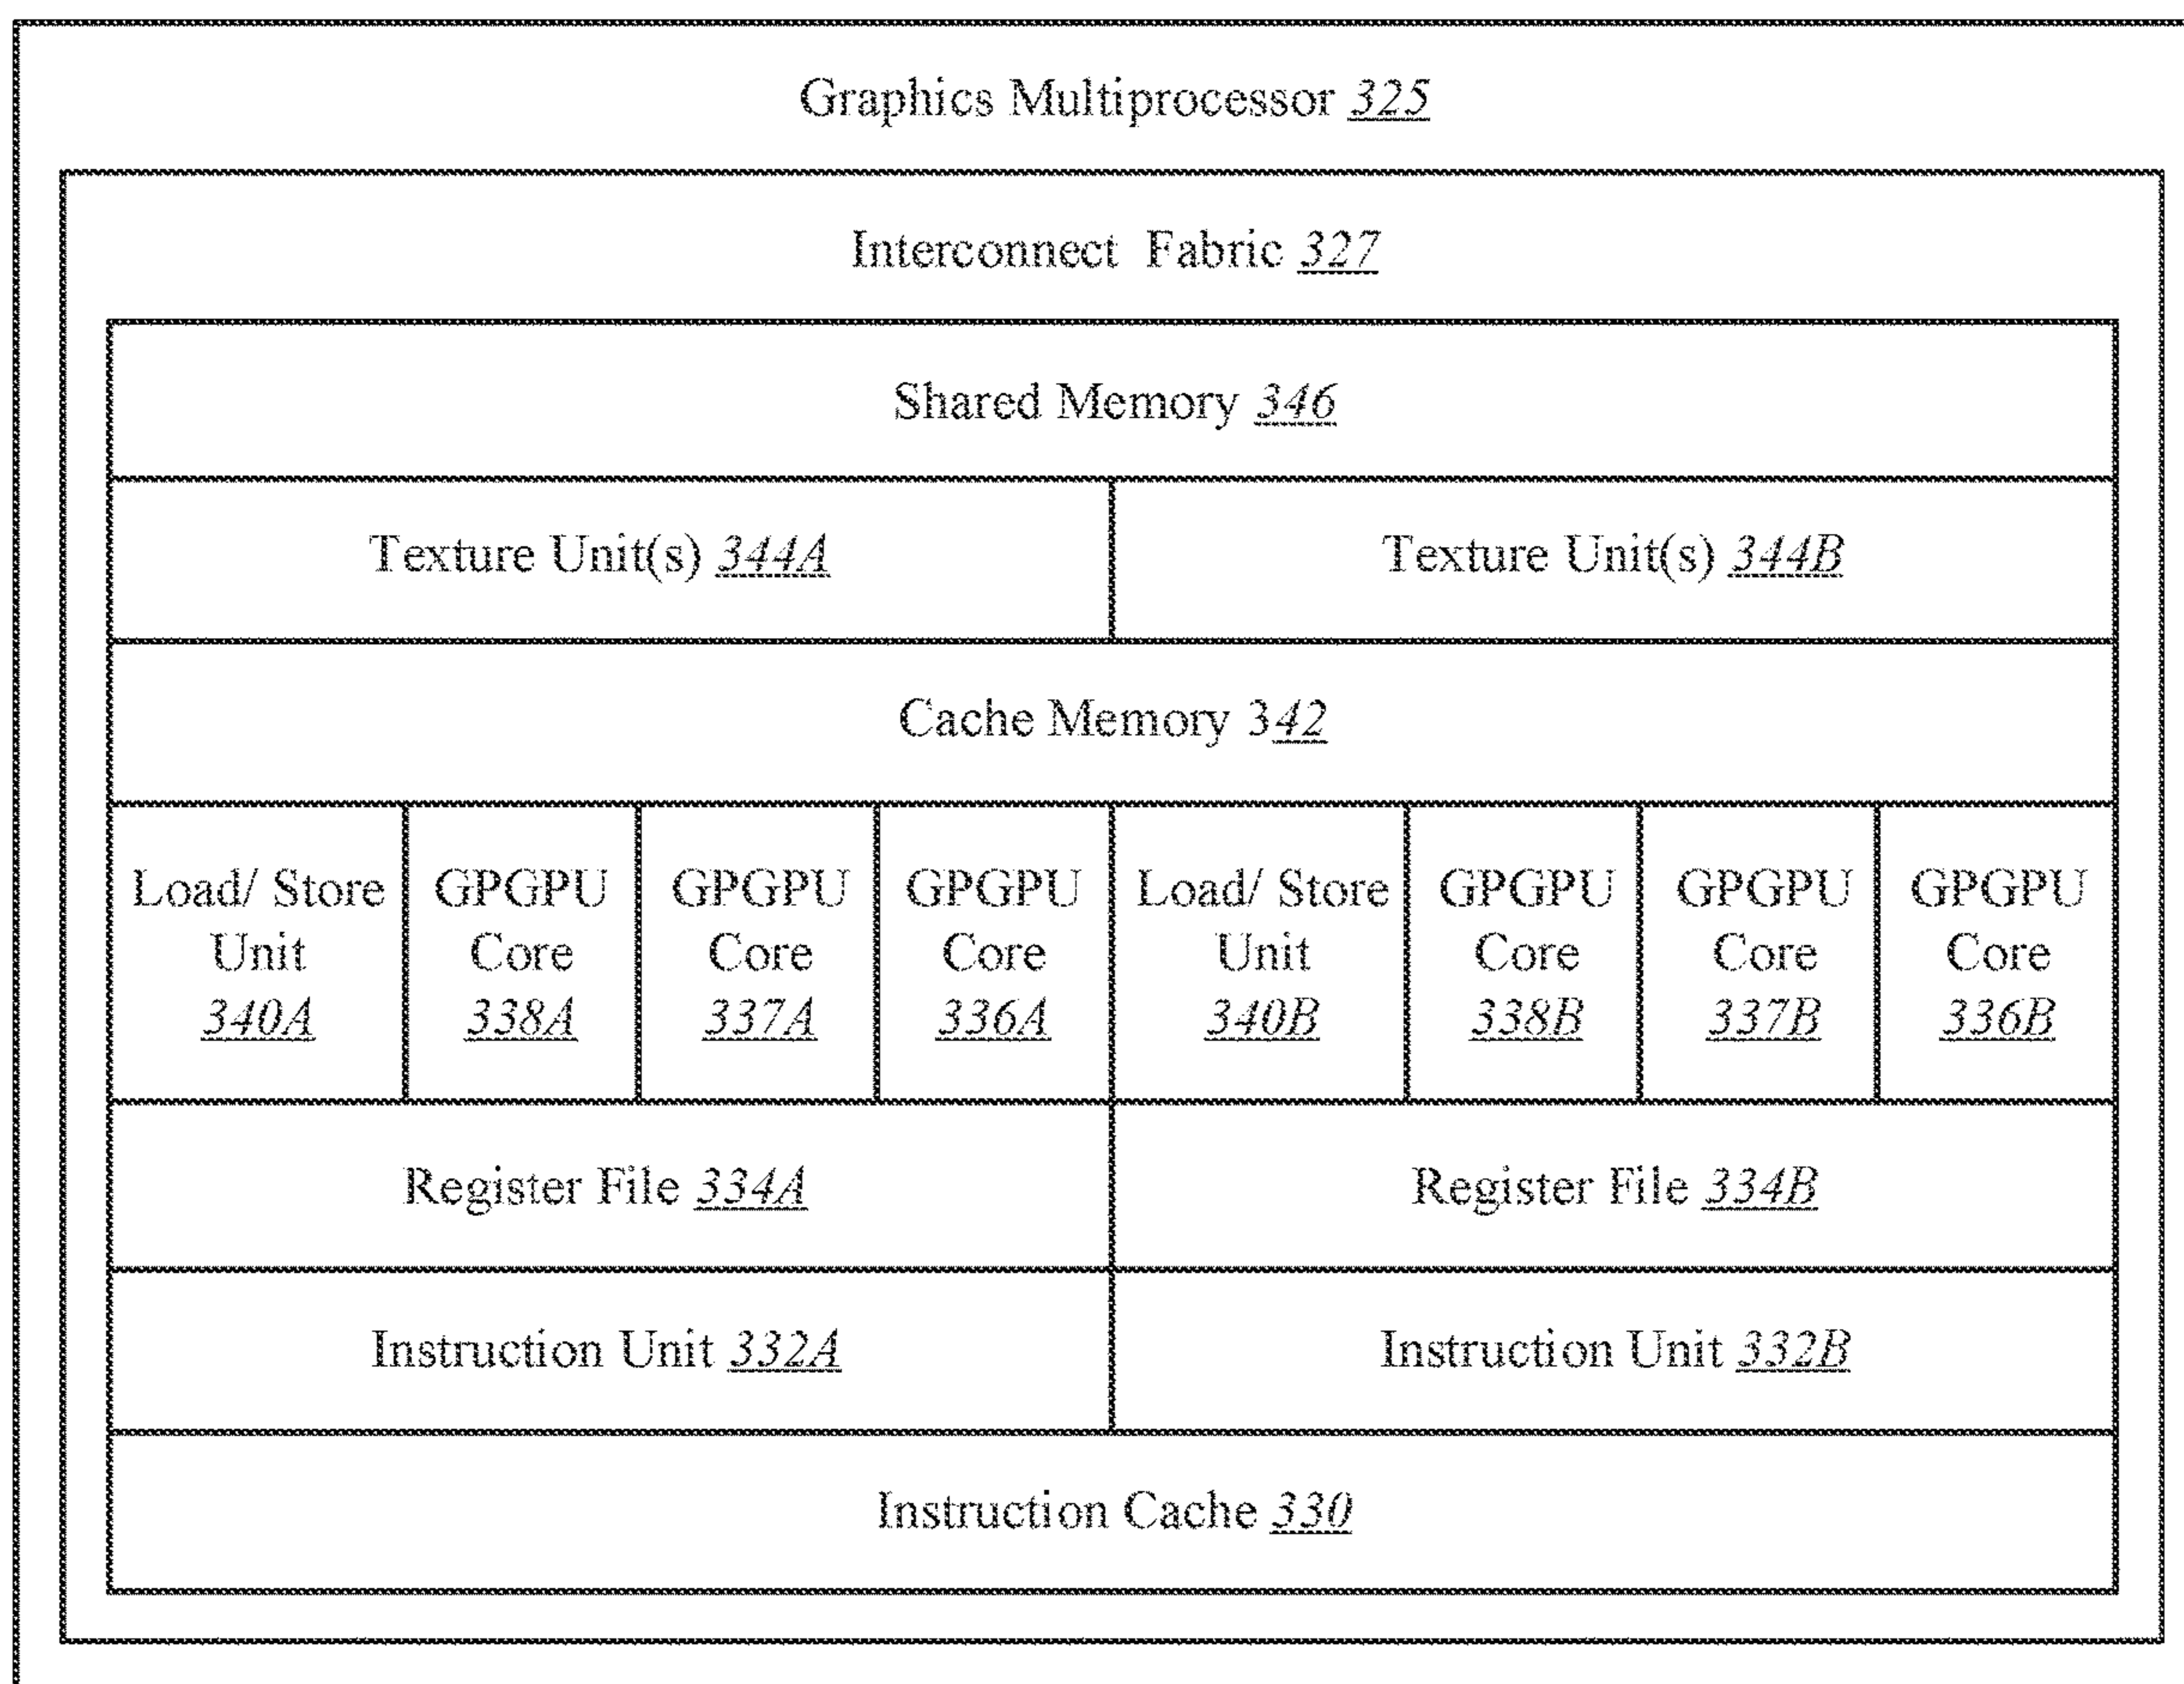 Graphics Multiprocessor 325
Interconnect Fabric 327
Shared Memory 346
Texture Unit(s) 344A
Texture Unit(s) 344B
Cache Memory 342
Load/ Store
Unit
340A
GPGPU
Core
338A
GPGPU
Core
337A
GPGPU
Core
336A
Load/ Store
Unit
340B
GPGPU
Core
338B
GPGPU
Core
337B
GPGPU
Core
336B
Register File 334A
Register File 334B
Instruction Unit 332A
Instruction Unit 332B
Instruction Cache 330